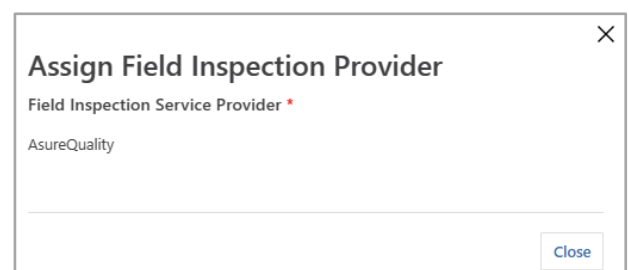 Assign Field Inspection Provider
Field Inspection Service Provider *
AsureQuality
Close